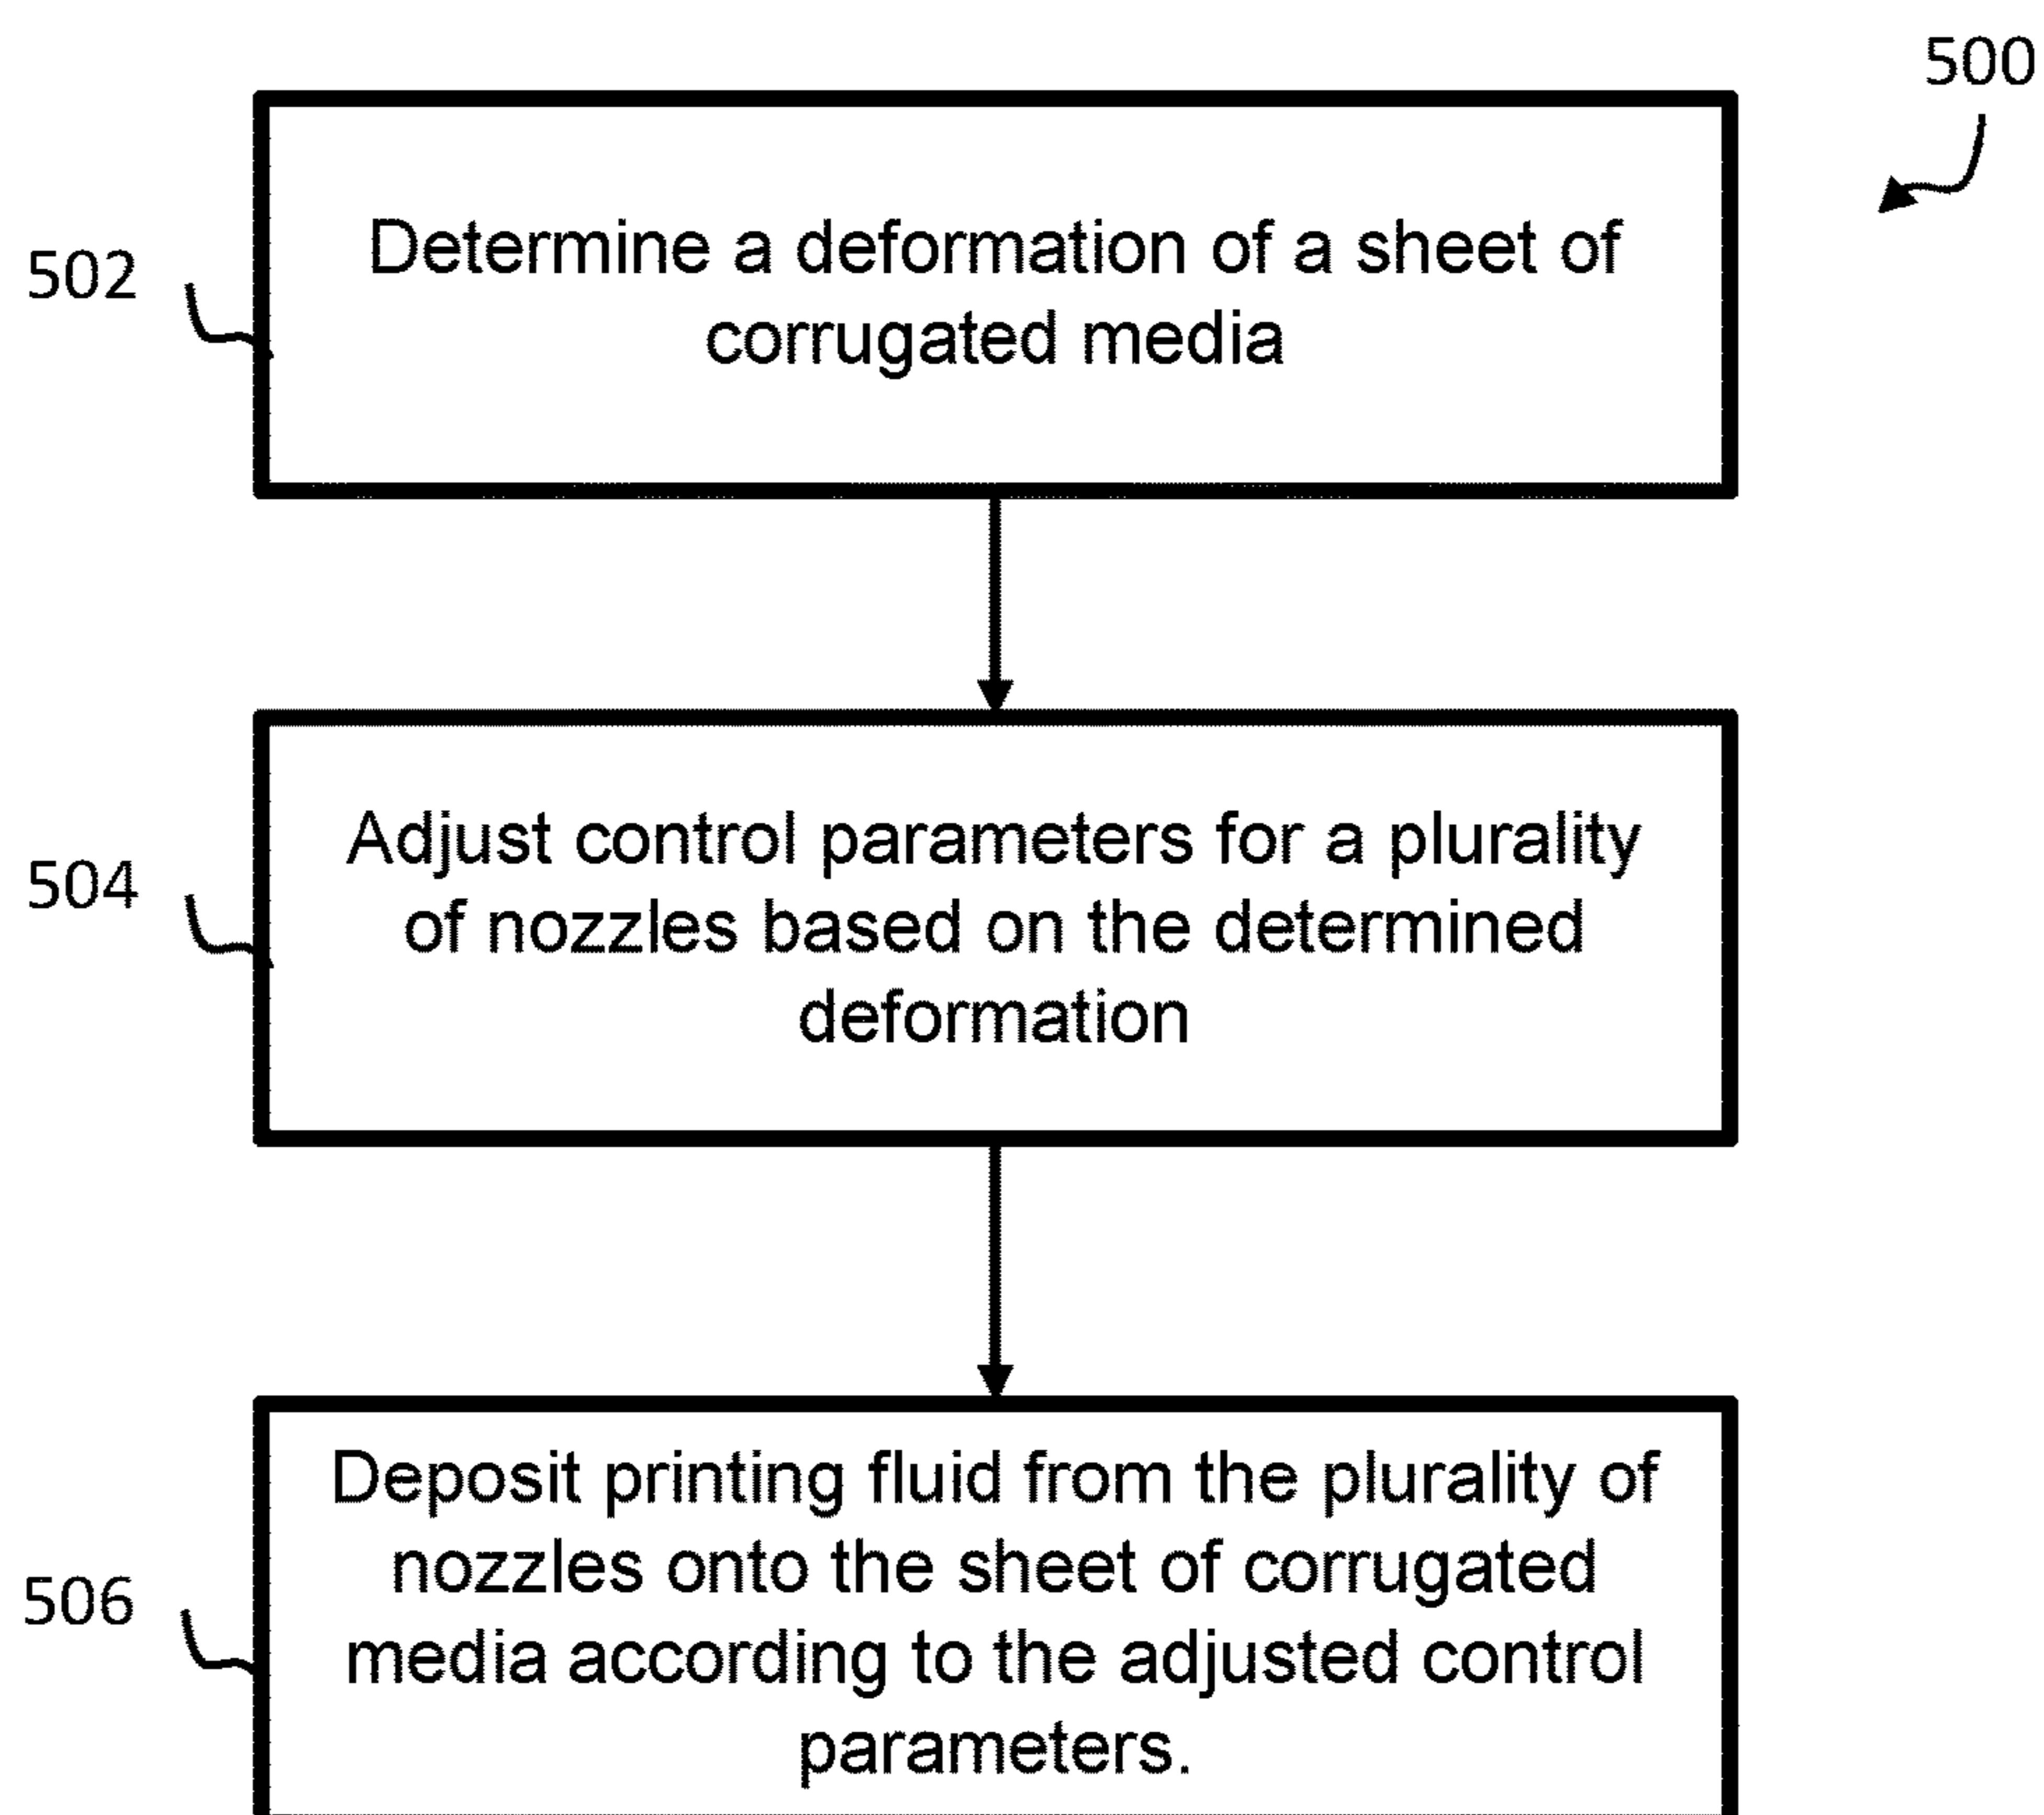 500
502
Determine a deformation of a sheet of
corrugated media
504
Adjust control parameters for a plurality
of nozzles based on the determined
deformation
506
Deposit printing fluid from the plurality of
nozzles onto the sheet of corrugated
media according to the adjusted control
parameters.